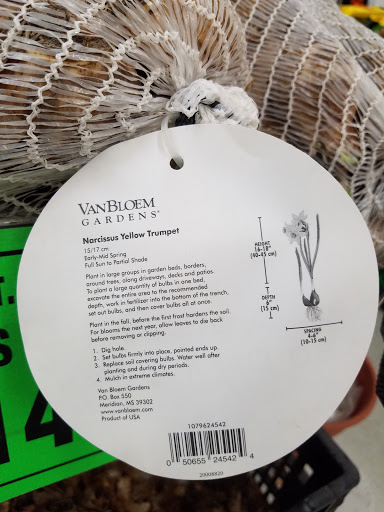 VANBLOEM
GARDENS®
Narcissus Yellow Trumpet
15/17 cm
Early-Mid Spring
Full Sun to Partial Shade
Plant in large groups in garden beds, borders,
around trees, along driveways, decks and patios.
To plant a large quantity of bulbs in one bed,
excavate the entire area to the recommended
depth, work in fertilizer into the bottom of the trench,
set out bulbs, and then cover bulbs all at once.
Plant in the fall, before the first frost hardens the soil.
For blooms the next year, allow leaves to die back
before removing or clipping.
1. Dig hole.
2. Set bulbs firmly into place, pointed ends up
3. Replace soil covering bulbs. Water well after
planting and during dry periods.
4. Mulch in extreme climates.
Van Bloem Gardens
P.O. Box 550
Meridian, MS 39302
www.vanbloem.com
Product of USA
HEIGHT
16-18"
(40-45 cm)
DEPTH
6"
(15 cm)
SPACING
4-6"
(10-15 cm)
1079624542
0 50655 24542 4
20008820
T.
S
14